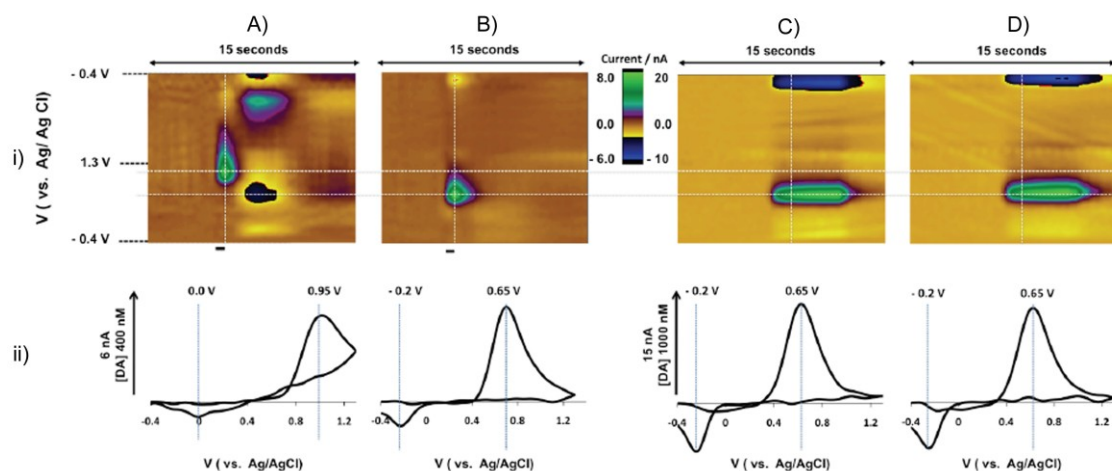 A)
B)
C)
D)
15 seconds
15 seconds
15 seconds
15 seconds
Current / nA
i)
V ( vs. Ag/ Ag Cl)
- 0.4 V
1.3 V
- 0.4 V
8.0 20
0.0 0.0
- 6.0 - 10
ii)
6 nA
[DA] 400 nM
0.0 V 0.95 V
-0.4 0 0.4 0.8 1.2
V ( vs. Ag/AgCl)
- 0.2 V 0.65 V
-0.4 0 0.4 0.8 1.2
V ( vs. Ag/AgCl)
15 nA
[DA] 1000 nM
- 0.2 V 0.65 V
-0.4 0 0.4 0.8 1.2
V ( vs. Ag/AgCl)
- 0.2 V 0.65 V
-0.4 0 0.4 0.8 1.2
V ( vs. Ag/AgCl)